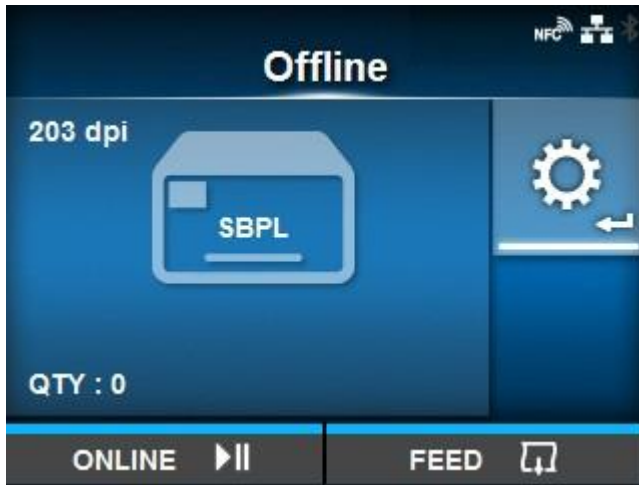 NFC
Offline
203 dpi
SBPL
QTY : 0
ONLINE
FEED